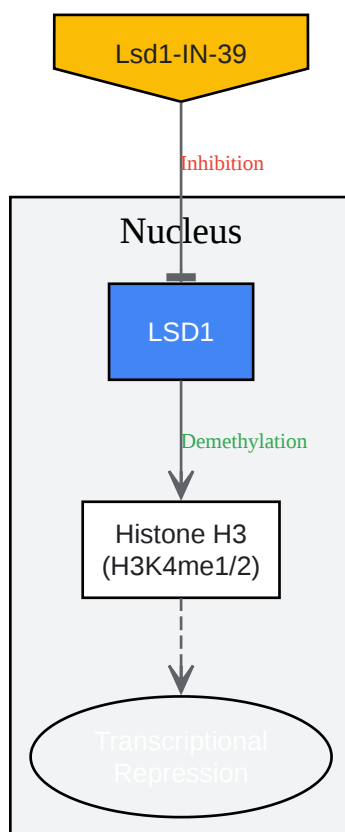 Lsd1-IN-39
Inhibition
Nucleus
LSD1
Demethylation
Histone H3
(H3K4me1/2)
Transcriptional
Repression